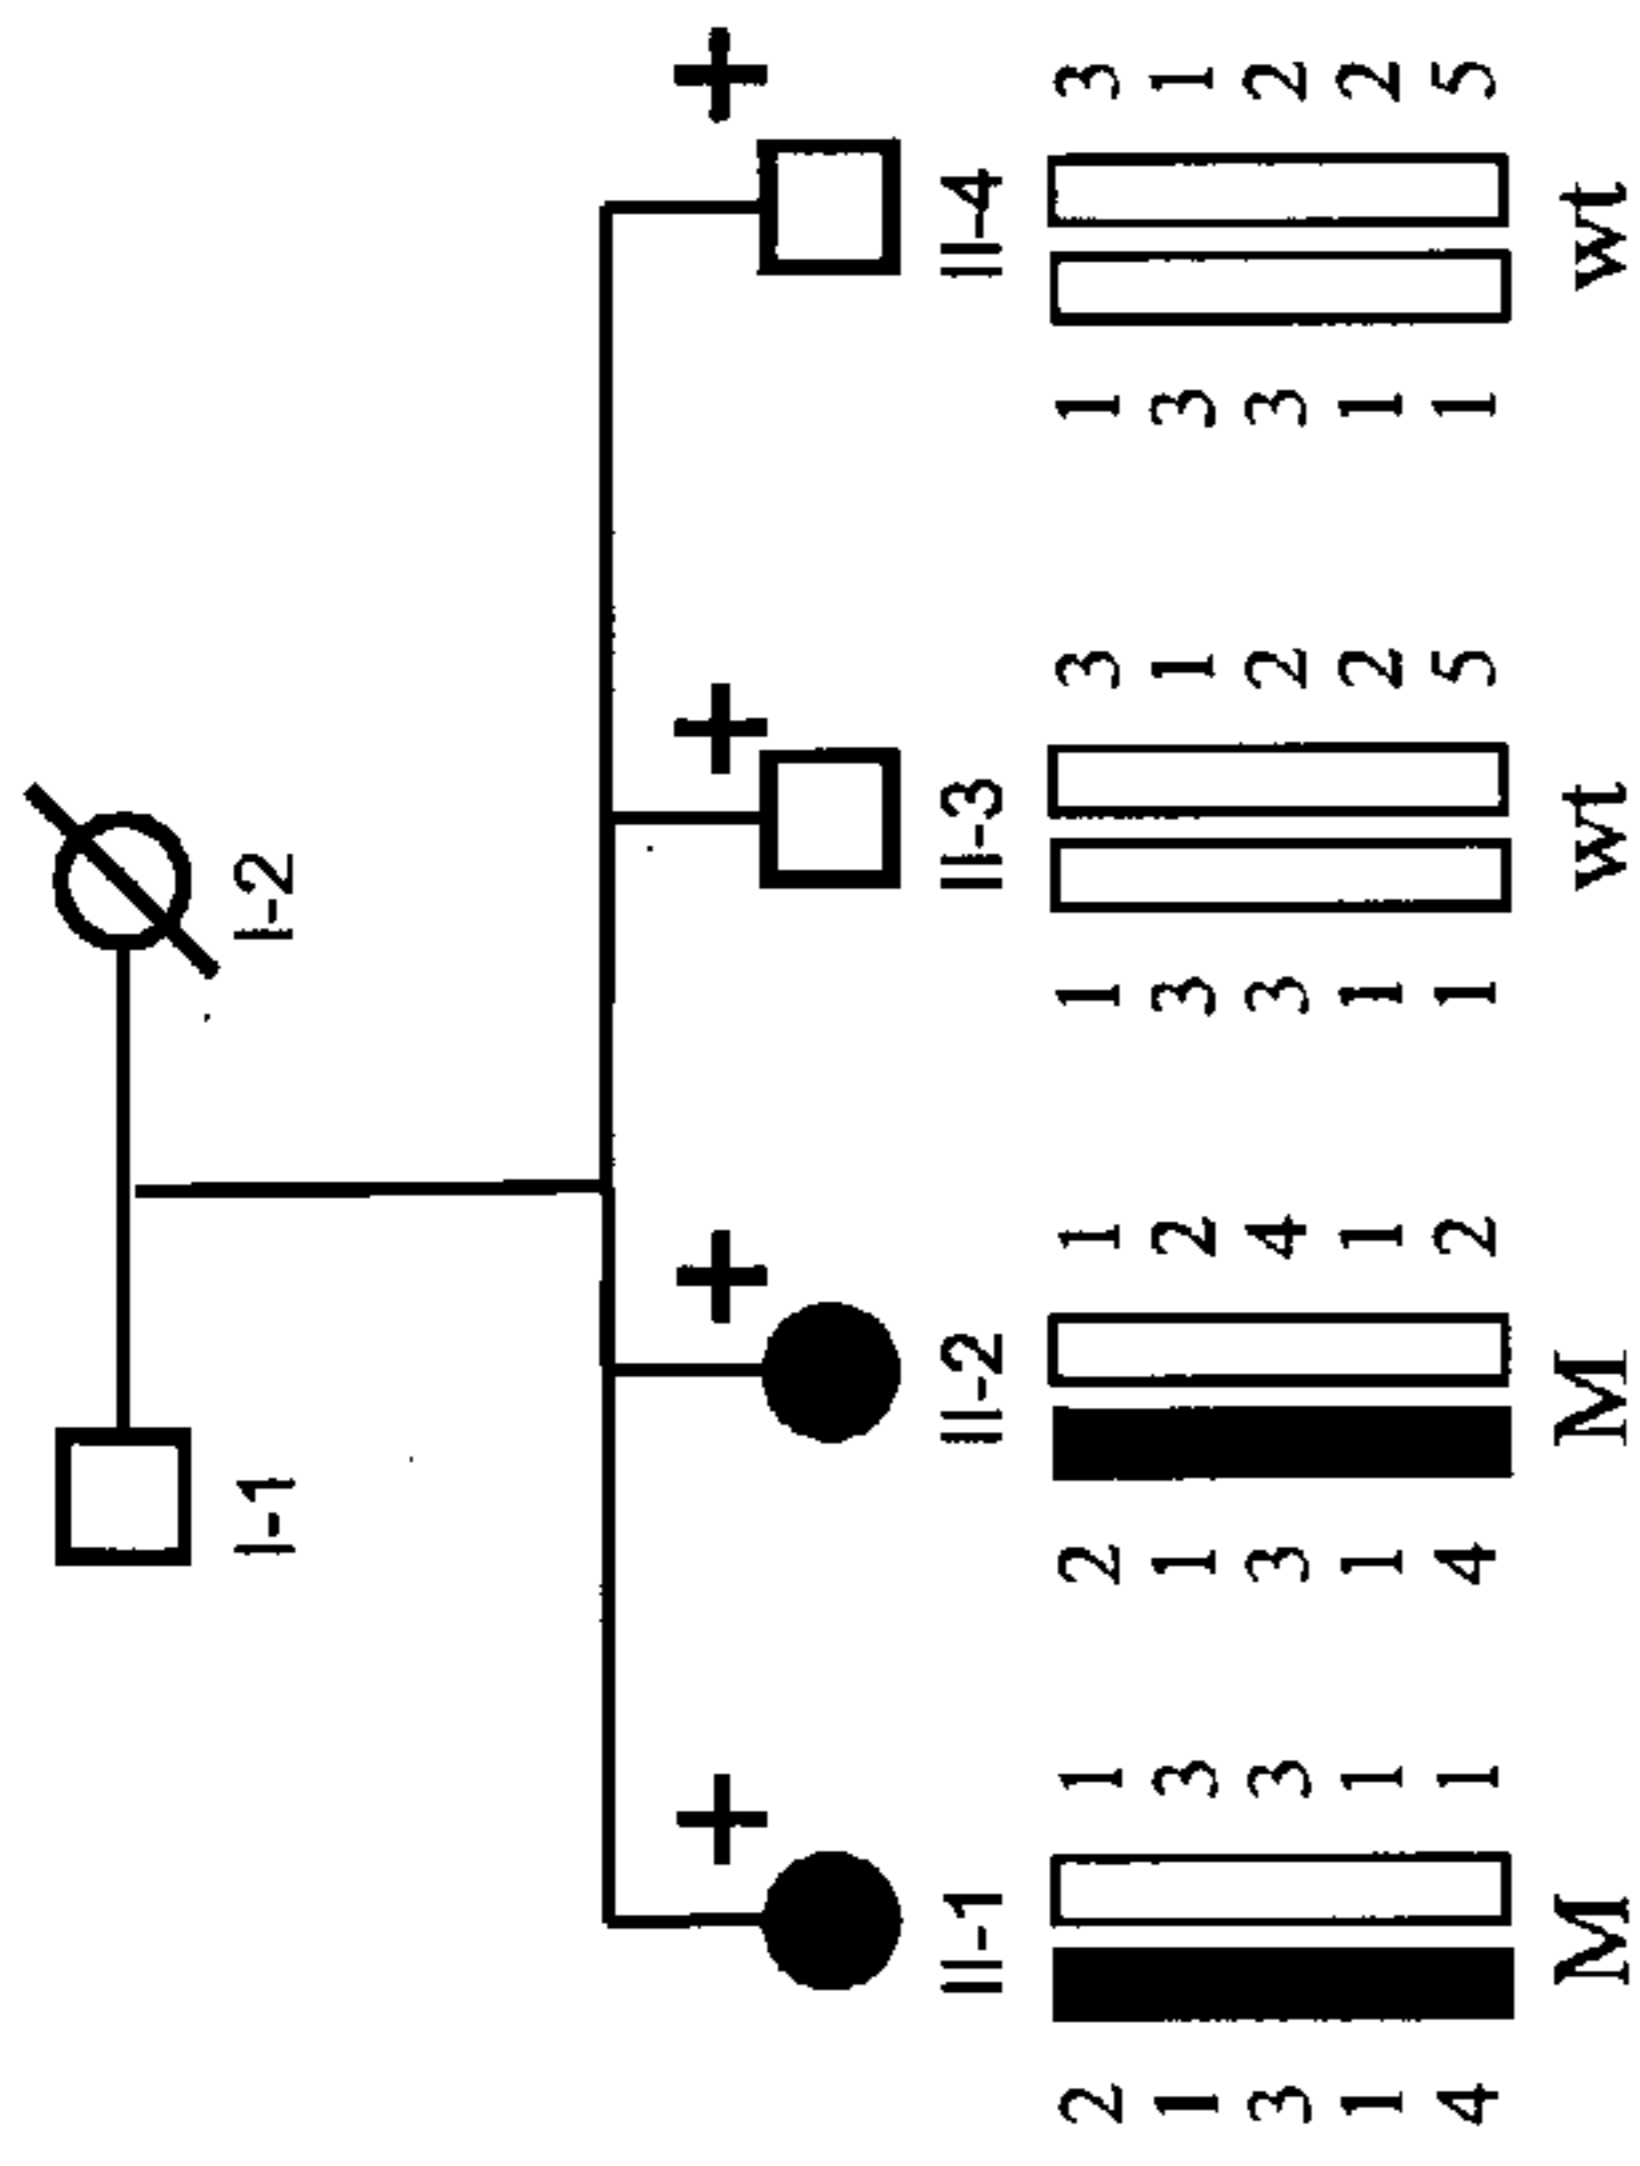 I-1 I-2
+ + + +
II-1 II-2 II-3 II-4
2 1 2 1 1 3 1 3
1 3 1 2 3 1 3 1
3 3 3 4 3 2 3 2
1 1 1 1 1 2 1 2
4 1 4 2 1 5 1 5
M M wt wt